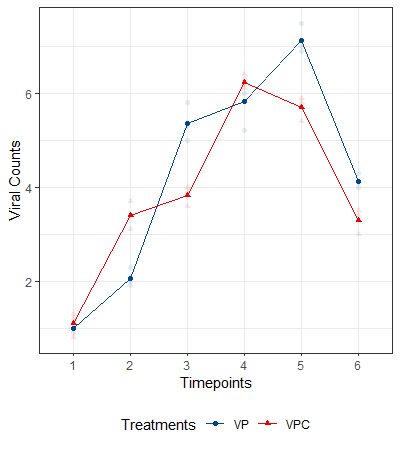 Viral Counts
6
4
2
1 2 3 4 5 6
Timepoints
Treatments VP VPC